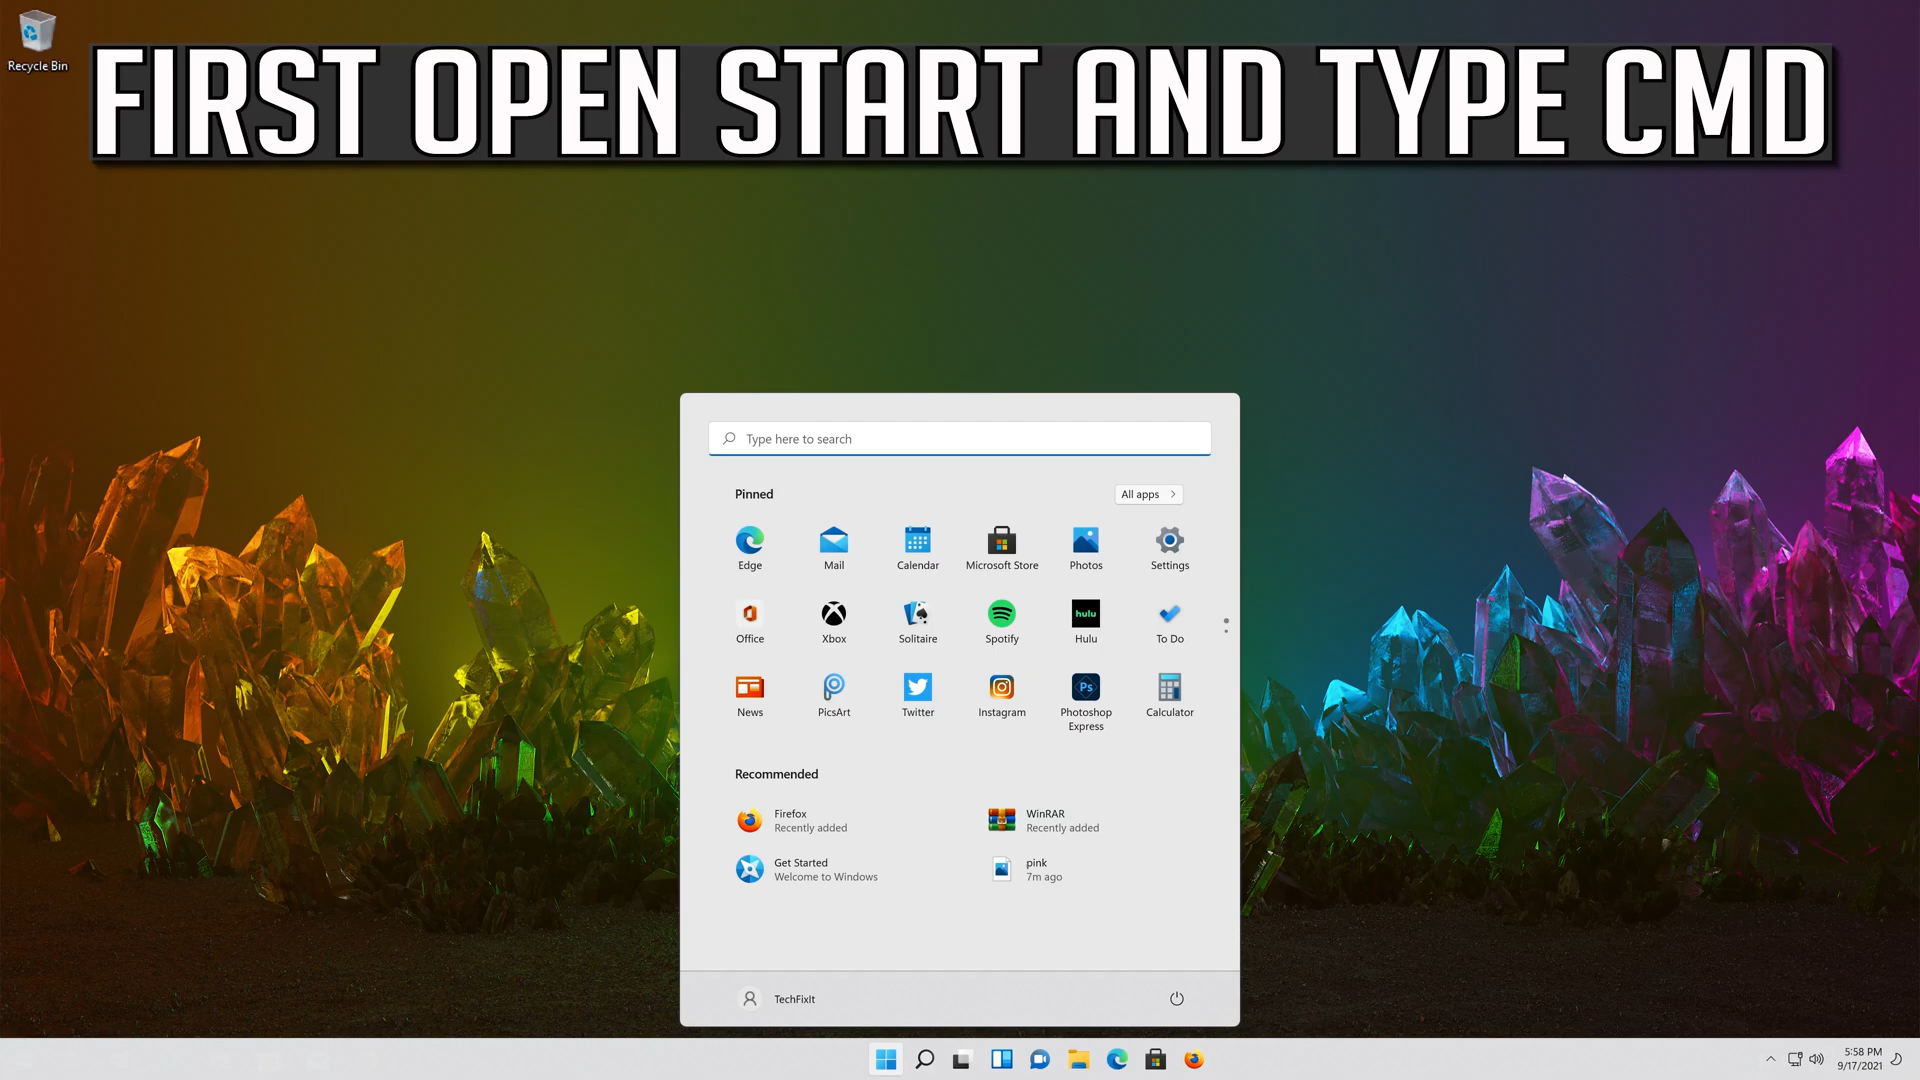 Recycle Bin
FIRST OPEN START AND TYPE CMD
Type here to search
Pinned
All apps
Edge
Mail
Calendar
Microsoft Store
Photos
Settings
Office
Xbox
Solitaire
Spotify
hulu
Hulu
To Do
News
PicsArt
Twitter
Instagram
Ps
Photoshop
Express
Calculator
Recommended
Firefox
Recently added
WinRAR
Recently added
Get Started
Welcome to Windows
pink
7m ago
TechFixIt
5:58 PM
9/17/2021